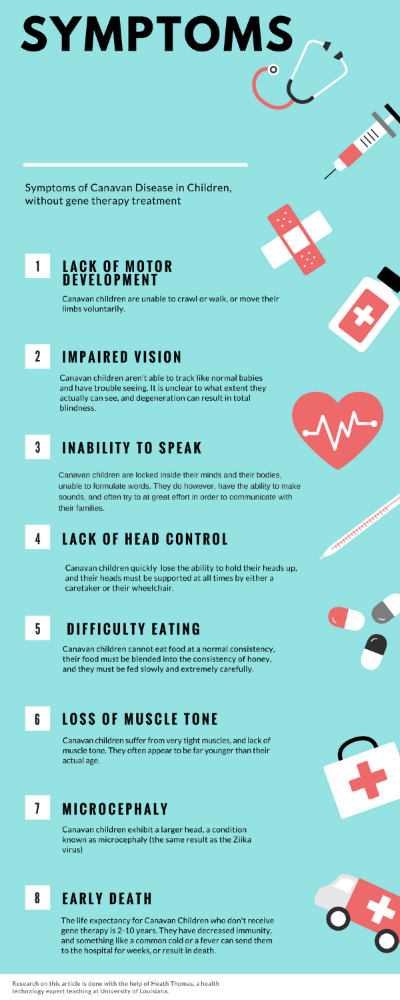 SYMPTOMS
Symptoms of Canavan Disease in Children,
without gene therapy treatment
1
LACK OF MOTOR
DEVELOPMENT
Canavan children are unable to crawl or walk, or move their
limbs voluntarily.
2
IMPAIRED VISION
Canavan children aren't able to track like normal babies
and have trouble seeing. It is unclear to what extent they
actually can see, and degeneration can result in total
blindness.
3
INABILITY TO SPEAK
Canavan children are locked inside their minds and their bodies,
unable to formulate words. They do however, have the ability to make
sounds, and often try to at great effort in order to communicate with
their families.
4
LACK OF HEAD CONTROL
Canavan children quickly lose the ability to hold their heads up,
and their heads must be supported at all times by either a
caretaker or their wheelchair.
5
DIFFICULTY EATING
Canavan children cannot eat food at a normal consistency,
their food must be blended into the consistency of honey,
and they must be fed slowly and extremely carefully.
6
LOSS OF MUSCLE TONE
Canavan children suffer from very tight muscles, and lack of
muscle tone. They often appear to be far younger than their
actual age.
7
MICROCEPHALY
Canavan children exhibit a larger head, a condition
known as microcephaly (the same result as the Ziika
virus)
8
EARLY DEATH
The life expectancy for Canavan Children who don't receive
gene therapy is 2-10 years. They have decreased immunity,
and something like a common cold or a fever can send them
to the hospital for weeks, or result in death.
Research on this article is done with the help of Heath Thomas, a health
technology expert teaching at University of Louisiana.